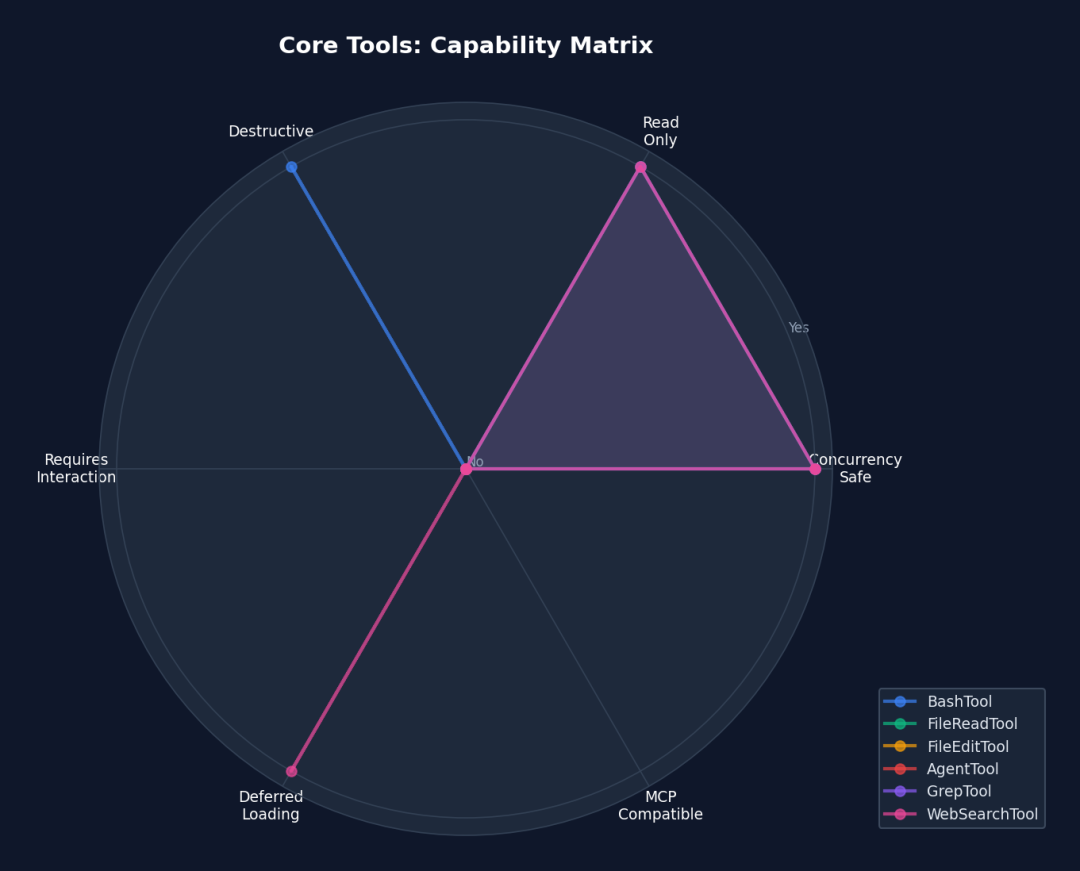 Core Tools: Capability Matrix
Destructive
Read
Only
Yes
Requires
Interaction
No
Concurrency
Safe
Deferred
Loading
MCP
Compatible
BashTool
FileReadTool
FileEditTool
AgentTool
GrepTool
WebSearchTool